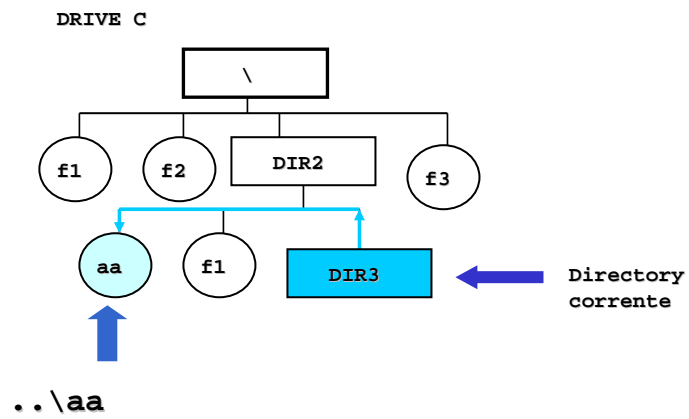 DRIVE C
\
f1
f2
DIR2
f3
aa
f1
DIR3
Directory
corrente
..\aa